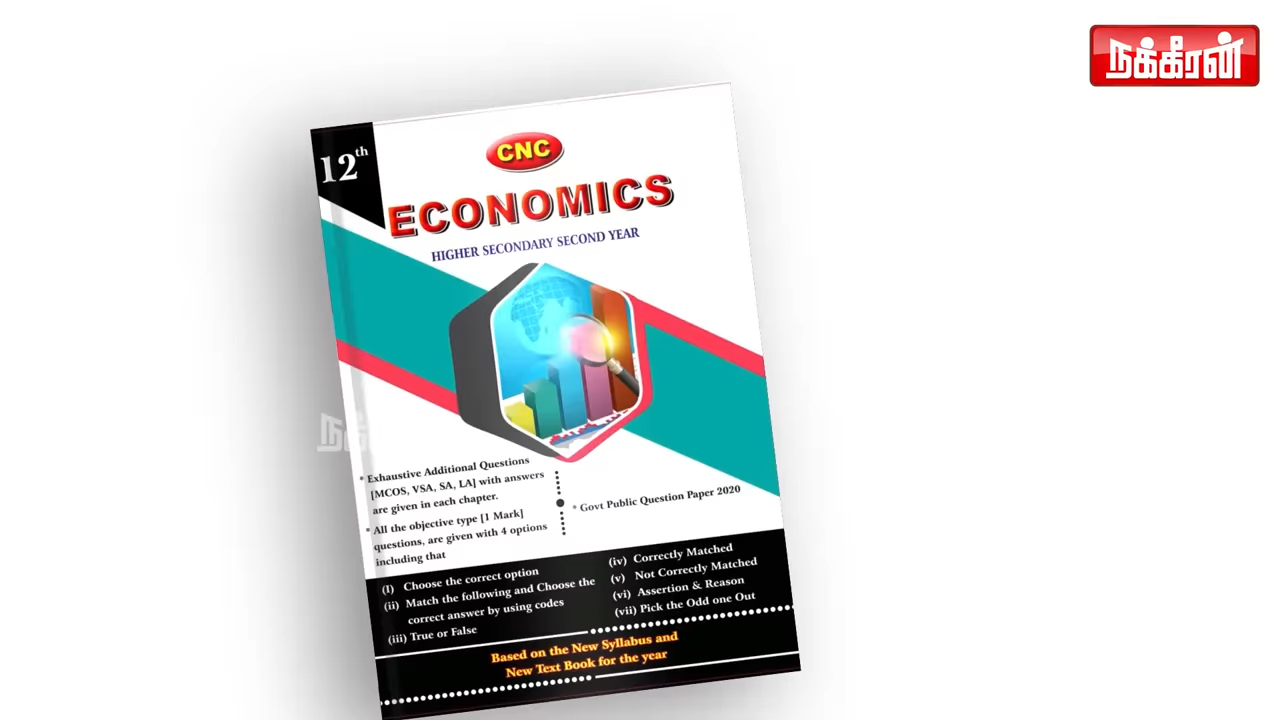 நக்கீரன்
12th
CNC
ECONOMICS
HIGHER SECONDARY SECOND YEAR
* Exhaustive Additional Questions
[MCOS, VSA, SA, LA] with answers
are given in each chapter.
* All the objective type [1 Mark]
questions, are given with 4 options
including that
* Govt Public Question Paper 2020
(I) Choose the correct option
(ii) Match the following and Choose the
correct answer by using codes
(iii) True or False
(iv) Correctly Matched
(v) Not Correctly Matched
(vi) Assertion & Reason
(vii) Pick the Odd one Out
Based on the New Syllabus and
New Text Book for the year